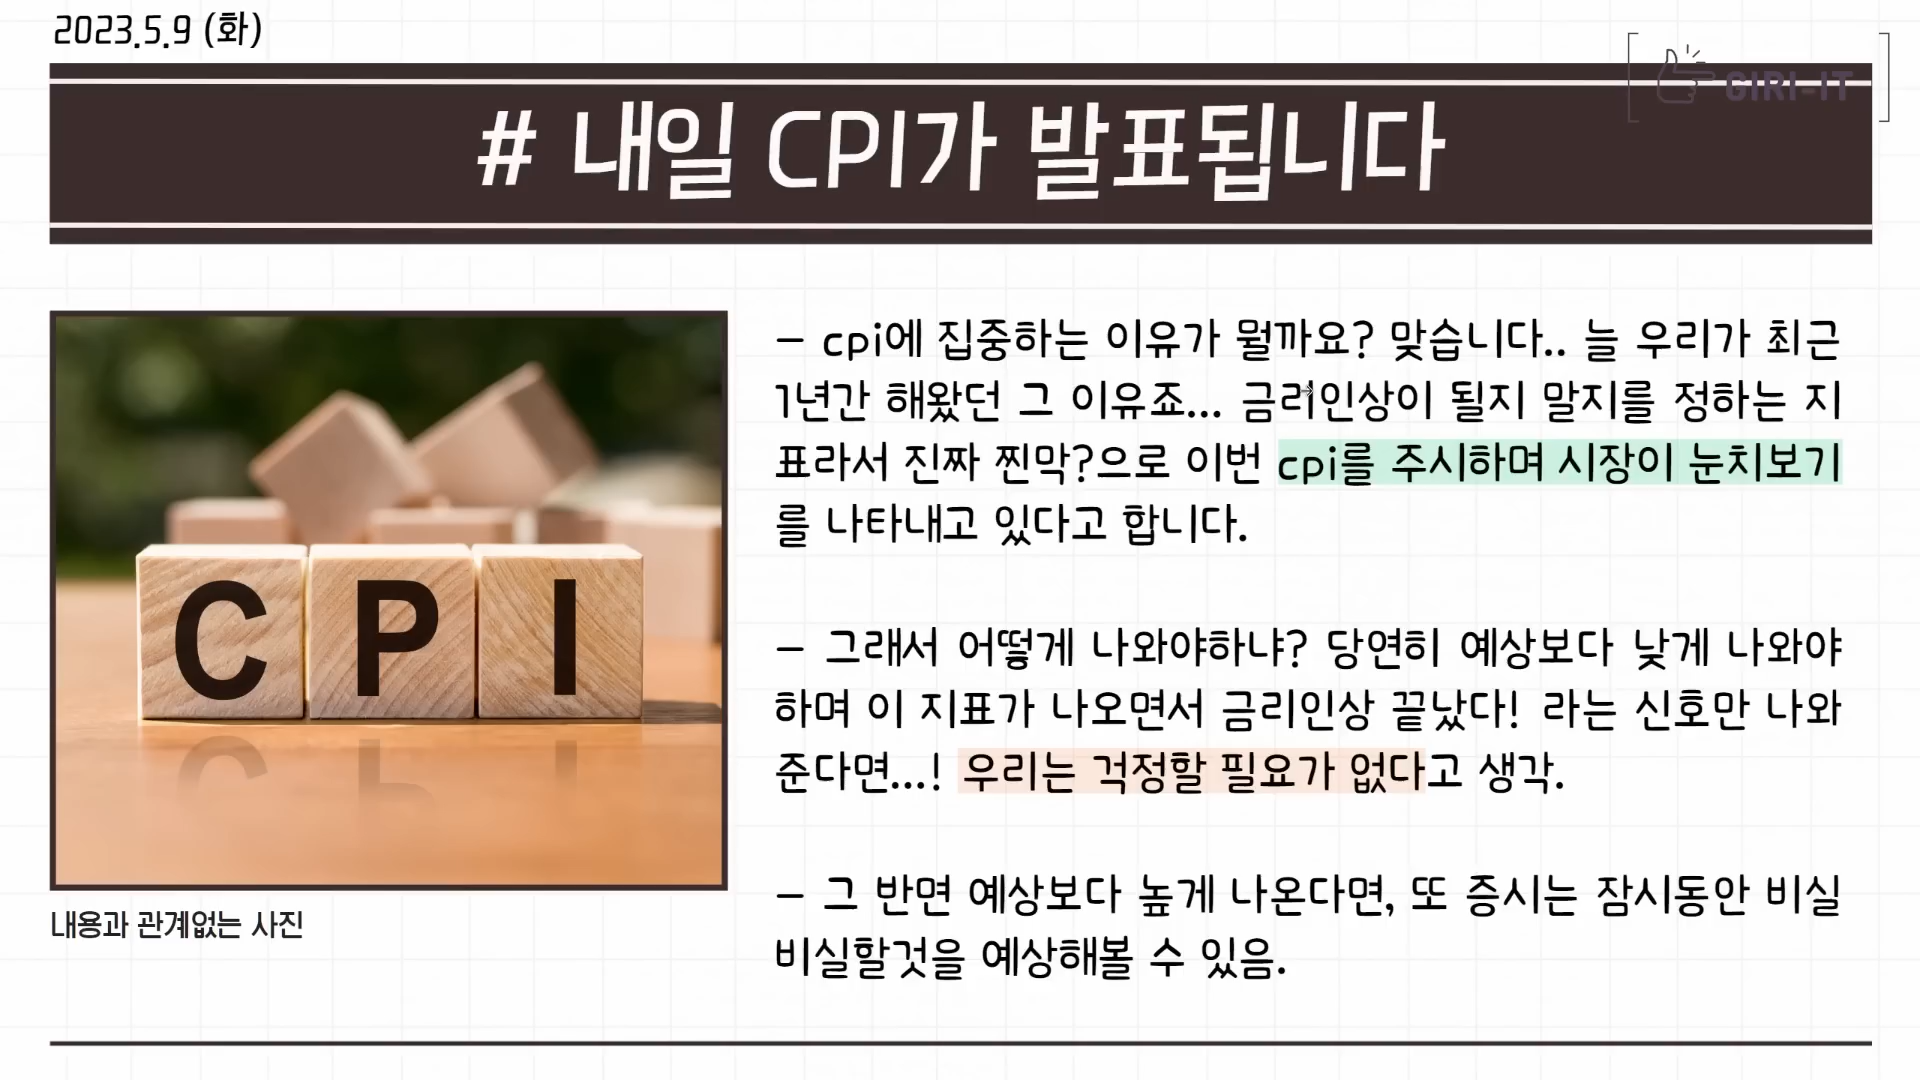 2023.5.9 (화)
GIRI-IT
# 내일 CPI가 발표됩니다
- cpi에 집중하는 이유가 뭘까요? 맞습니다.. 늘 우리가 최근
1년간 해왔던 그 이유죠... 금리인상이 될지 말지를 정하는 지
표라서 진짜 찐막?으로 이번 cpi를 주시하며 시장이 눈치보기
를 나타내고 있다고 합니다.
- 그래서 어떻게 나와야하냐? 당연히 예상보다 낮게 나와야
하며 이 지표가 나오면서 금리인상 끝났다! 라는 신호만 나와
준다면...! 우리는 걱정할 필요가 없다고 생각.
- 그 반면 예상보다 높게 나온다면, 또 증시는 잠시동안 비실
비실할것을 예상해볼 수 있음.
C P I
내용과 관계없는 사진